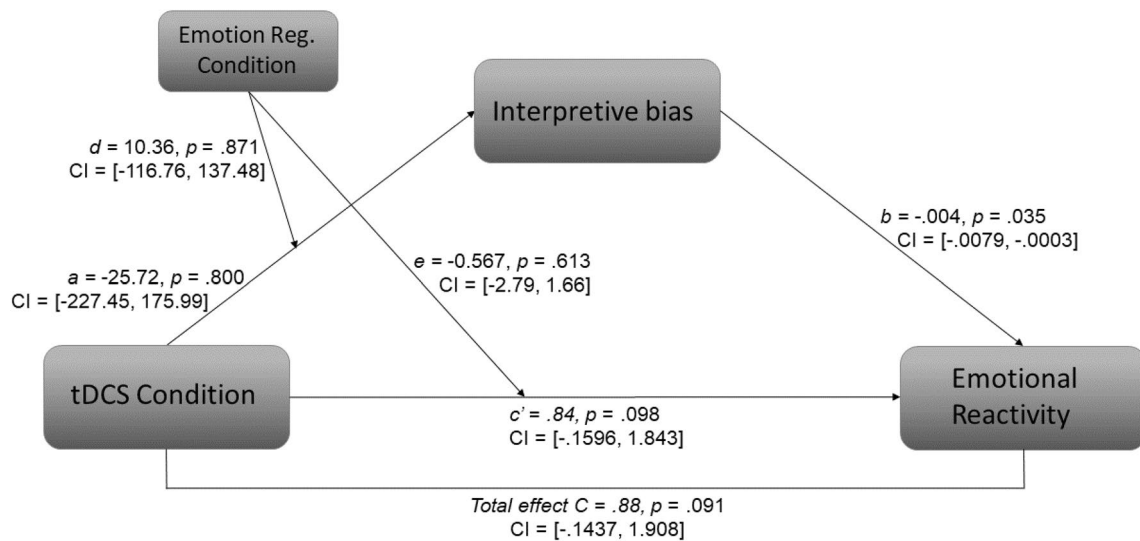 Emotion Reg.
Condition
Interpretive bias
d = 10.36, p = .871
CI = [-116.76, 137.48]
b = -.004, p = .035
CI = [-.0079, -.0003]
a = -25.72, p = .800
CI = [-227.45, 175.99]
e = -0.567, p = .613
CI = [-2.79, 1.66]
tDCS Condition
Emotional
Reactivity
c’ = .84, p = .098
CI = [-.1596, 1.843]
Total effect C = .88, p = .091
CI = [-.1437, 1.908]